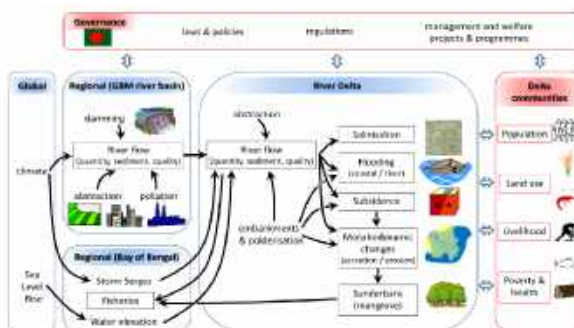 Governance
laws & policies
regulations
management and welfare
projects & programmes
Global
Regional (GBM river basin)
River Delta
Delta
communities
damming
abstraction
River flow
(quantity, sediment, quality)
River flow
(quantity, sediment, quality)
climate
abstraction
pollution
Salinisation
Flooding
(coastal / river)
Subsidence
embankments
& polderisation
Morphodynamic
changes
(accretion / erosion)
Sunderbans
(mangrove)
Population
Land use
Livelihood
Poverty &
health
Regional (Bay of Bengal)
Sea
Level
Rise
Storm Surges
Fisheries
Water elevation